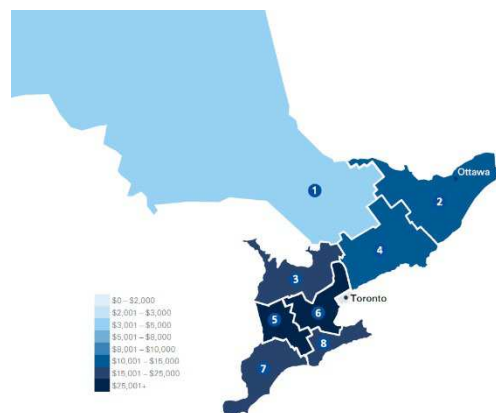 1
Ottawa
2
4
3
Toronto
6
5
8
7
$0 – $2,000
$2,001 – $3,000
$3,001 – $5,000
$5,001 – $8,000
$8,001 – $10,000
$10,001 – $15,000
$15,001 – $25,000
$25,001+